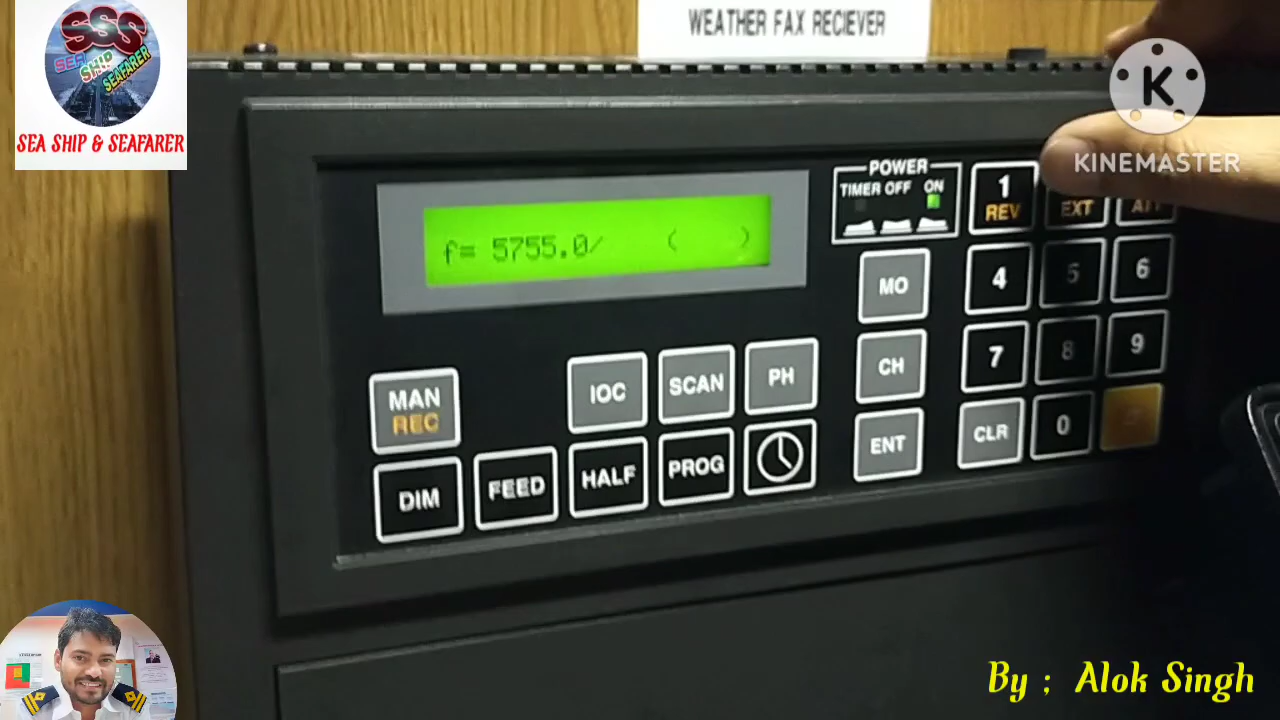 WEATHER FAX RECIEVER
SSS
SEA
SHIP
SEAFARER
SEA SHIP & SEAFARER
K
KINEMASTER
POWER
TIMER OFF ON
1
REV
EXT
f= 5755.0/ ( )
MO
4 5 6
CH
7 8 9
MAN
REC
IOC SCAN PH
ENT
CLR 0
DIM FEED HALF PROG
By ; Alok Singh